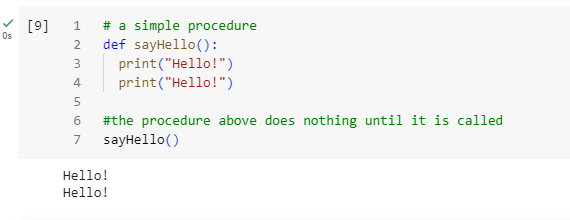 [9] 1 # a simple procedure
0s 2 def sayHello():
3 print("Hello!")
4 print("Hello!")
5
6 #the procedure above does nothing until it is called
7 sayHello()
Hello!
Hello!